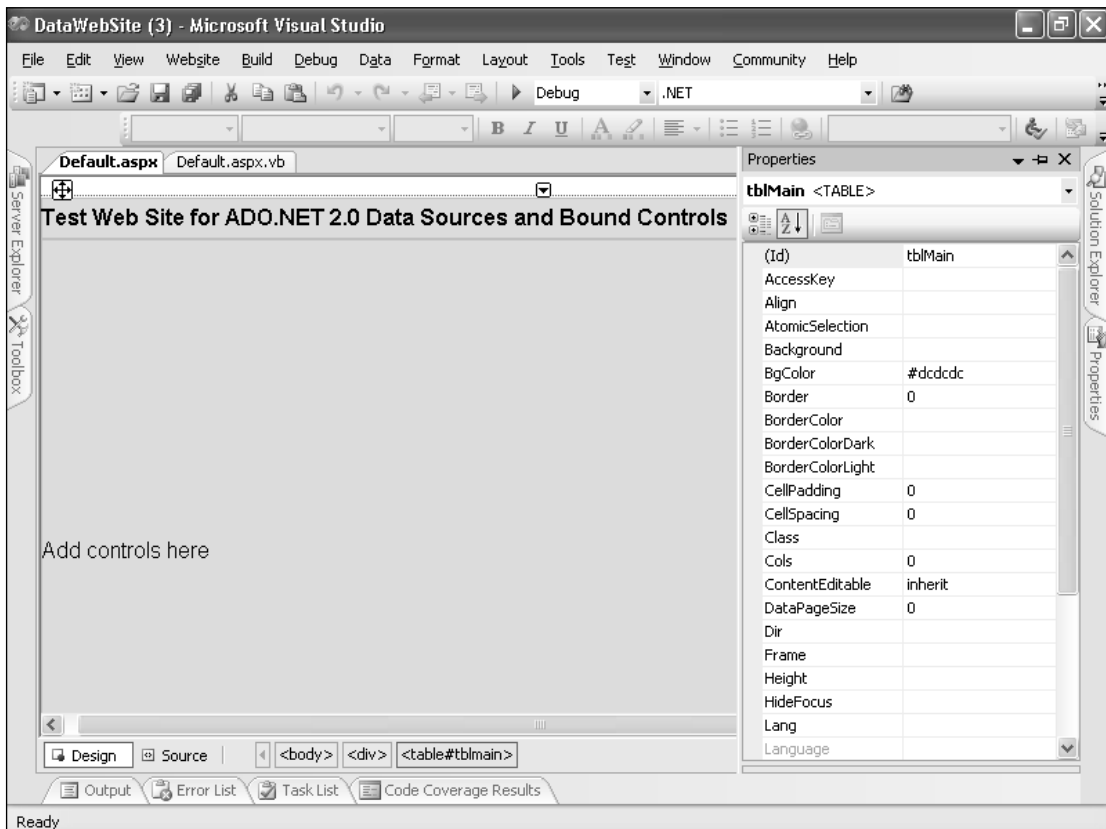 DataWebSite (3) - Microsoft Visual Studio
File Edit View Website Build Debug Data Format Layout Tools Test Window Community Help
Debug .NET
B I U A
Default.aspx Default.aspx.vb
Server Explorer
Toolbox
Test Web Site for ADO.NET 2.0 Data Sources and Bound Controls
Add controls here
Design Source <body> <div> <table#tblmain>
Properties
tblMain <TABLE>
A
Z
(Id) tblMain
AccessKey
Align
AtomicSelection
Background
BgColor #dcdcdc
Border 0
BorderColor
BorderColorDark
BorderColorLight
CellPadding 0
CellSpacing 0
Class
Cols 0
ContentEditable inherit
DataPageSize 0
Dir
Frame
Height
HideFocus
Lang
Language
Solution Explorer
Properties
Output Error List Task List Code Coverage Results
Ready